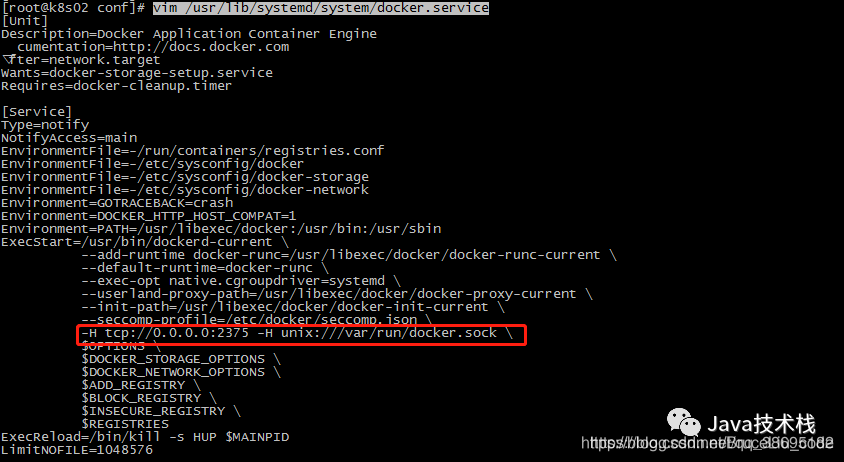 [root@k8s02 conf]# vim /usr/lib/systemd/system/docker.service
[Unit]
Description=Docker Application Container Engine
cumentation=http://docs.docker.com
fter=network.target
Wants=docker-storage-setup.service
Requires=docker-cleanup.timer
[Service]
Type=notify
NotifyAccess=main
EnvironmentFile=-/run/containers/registries.conf
EnvironmentFile=-/etc/sysconfig/docker
EnvironmentFile=-/etc/sysconfig/docker-storage
EnvironmentFile=-/etc/sysconfig/docker-network
Environment=GOTRACEBACK=crash
Environment=DOCKER_HTTP_HOST_COMPAT=1
Environment=PATH=/usr/libexec/docker:/usr/bin:/usr/sbin
ExecStart=/usr/bin/dockerd-current \
--add-runtime docker-runc=/usr/libexec/docker/docker-runc-current \
--default-runtime=docker-runc \
--exec-opt native.cgroupdriver=systemd \
--userland-proxy-path=/usr/libexec/docker/docker-proxy-current \
--init-path=/usr/libexec/docker/docker-init-current \
--seccomp-profile=/etc/docker/seccomp.json \
-H tcp://0.0.0.0:2375 -H unix:///var/run/docker.sock \
$OPTIONS \
$DOCKER_STORAGE_OPTIONS \
$DOCKER_NETWORK_OPTIONS \
$ADD_REGISTRY \
$BLOCK_REGISTRY \
$INSECURE_REGISTRY \
$REGISTRIES
ExecReload=/bin/kill -s HUP $MAINPID
LimitNOFILE=1048576
Java技术栈